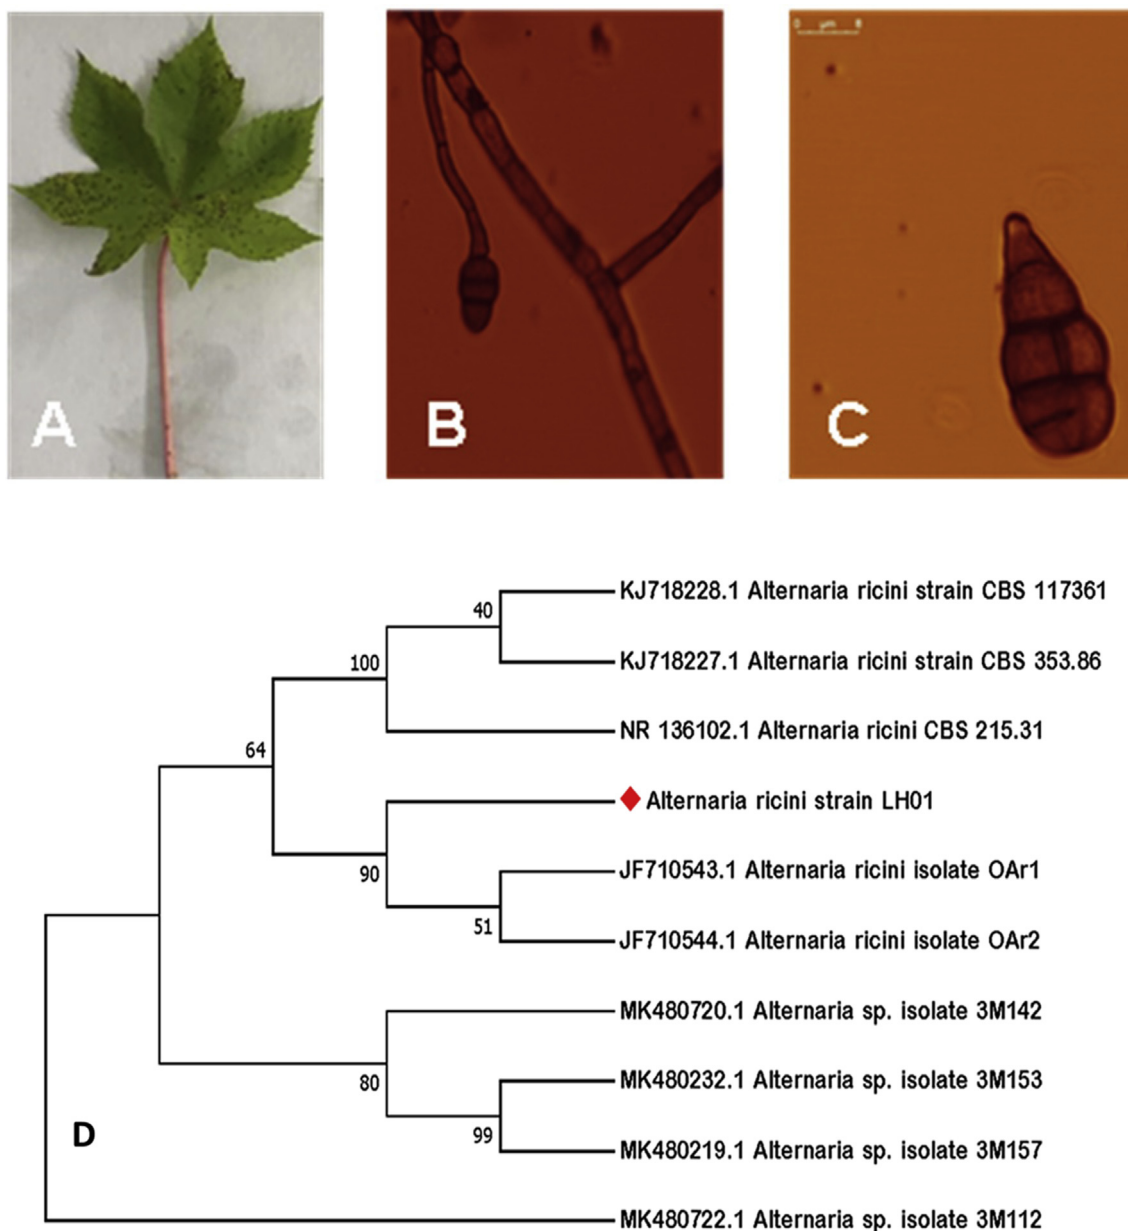 0 µm 8
A
B
C
KJ718228.1 Alternaria ricini strain CBS 117361
40
KJ718227.1 Alternaria ricini strain CBS 353.86
100
NR 136102.1 Alternaria ricini CBS 215.31
64
Alternaria ricini strain LH01
JF710543.1 Alternaria ricini isolate OAr1
90
51
JF710544.1 Alternaria ricini isolate OAr2
MK480720.1 Alternaria sp. isolate 3M142
80
MK480232.1 Alternaria sp. isolate 3M153
D
99
MK480219.1 Alternaria sp. isolate 3M157
MK480722.1 Alternaria sp. isolate 3M112